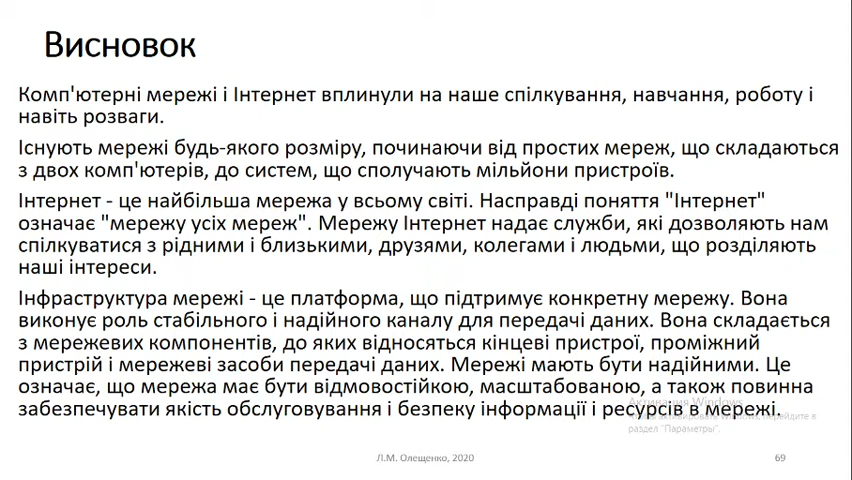 Висновок
Комп'ютерні мережі і Інтернет вплинули на наше спілкування, навчання, роботу і
навіть розваги.
Існують мережі будь-якого розміру, починаючи від простих мереж, що складаються
з двох комп'ютерів, до систем, що сполучають мільйони пристроїв.
Інтернет - це найбільша мережа у всьому світі. Насправді поняття "Інтернет"
означає "мережу усіх мереж". Мережу Інтернет надає служби, які дозволяють нам
спілкуватися з рідними і близькими, друзями, колегами і людьми, що розділяють
наші інтереси.
Інфраструктура мережі - це платформа, що підтримує конкретну мережу. Вона
виконує роль стабільного і надійного каналу для передачі даних. Вона складається
з мережевих компонентів, до яких відносяться кінцеві пристрої, проміжний
пристрій і мережеві засоби передачі даних. Мережі мають бути надійними. Це
означає, що мережа має бути відмовостійкою, масштабованою, а також повинна
забезпечувати якість обслуговування і безпеку інформації і ресурсів в мережі.
Активация Windows
активировать Windows, перейдите в
раздел "Параметры".
Л.М. Олещенко, 2020
69